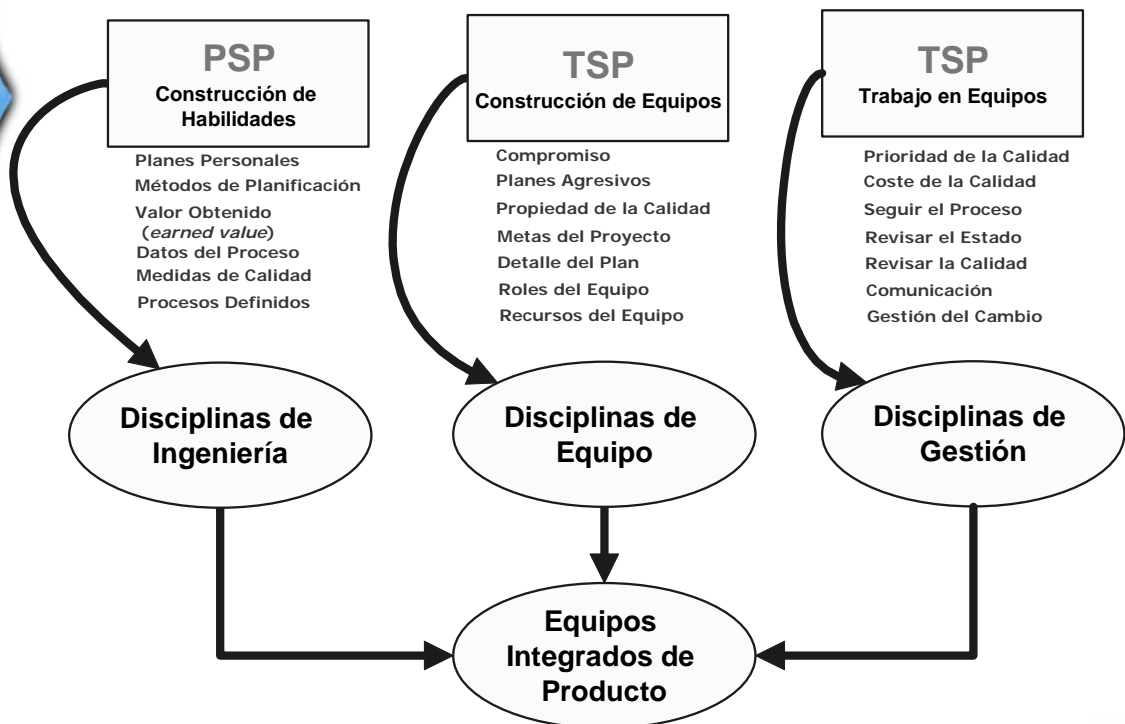 PSP
Construcción de
Habilidades
Planes Personales
Métodos de Planificación
Valor Obtenido
(earned value)
Datos del Proceso
Medidas de Calidad
Procesos Definidos
TSP
Construcción de Equipos
Compromiso
Planes Agresivos
Propiedad de la Calidad
Metas del Proyecto
Detalle del Plan
Roles del Equipo
Recursos del Equipo
TSP
Trabajo en Equipos
Prioridad de la Calidad
Coste de la Calidad
Seguir el Proceso
Revisar el Estado
Revisar la Calidad
Comunicación
Gestión del Cambio
Disciplinas de
Ingeniería
Disciplinas de
Equipo
Disciplinas de
Gestión
Equipos
Integrados de
Producto